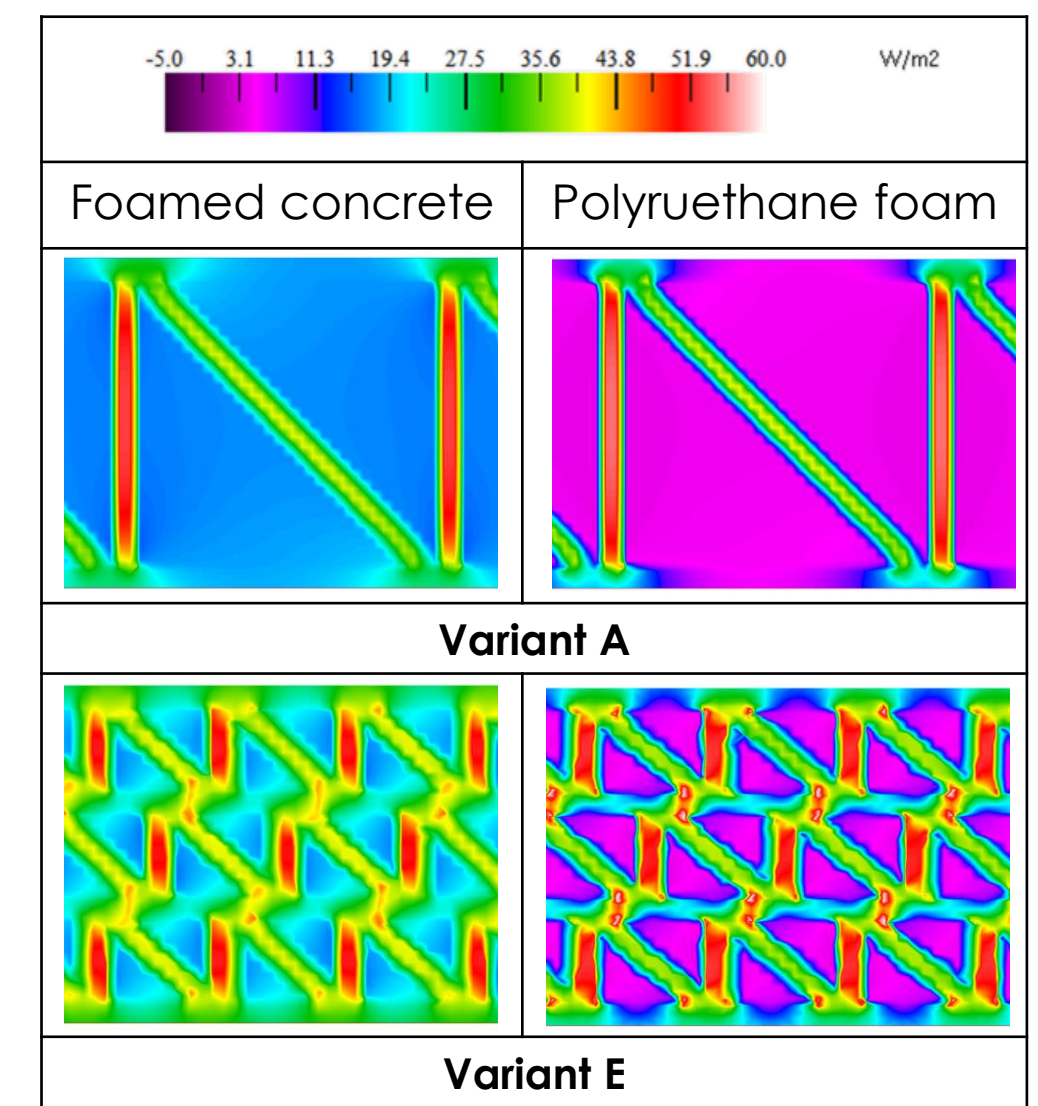 -5.0 3.1 11.3 19.4 27.5 35.6 43.8 51.9 60.0 W/m2
Foamed concrete Polyruethane foam
Variant A
Variant E